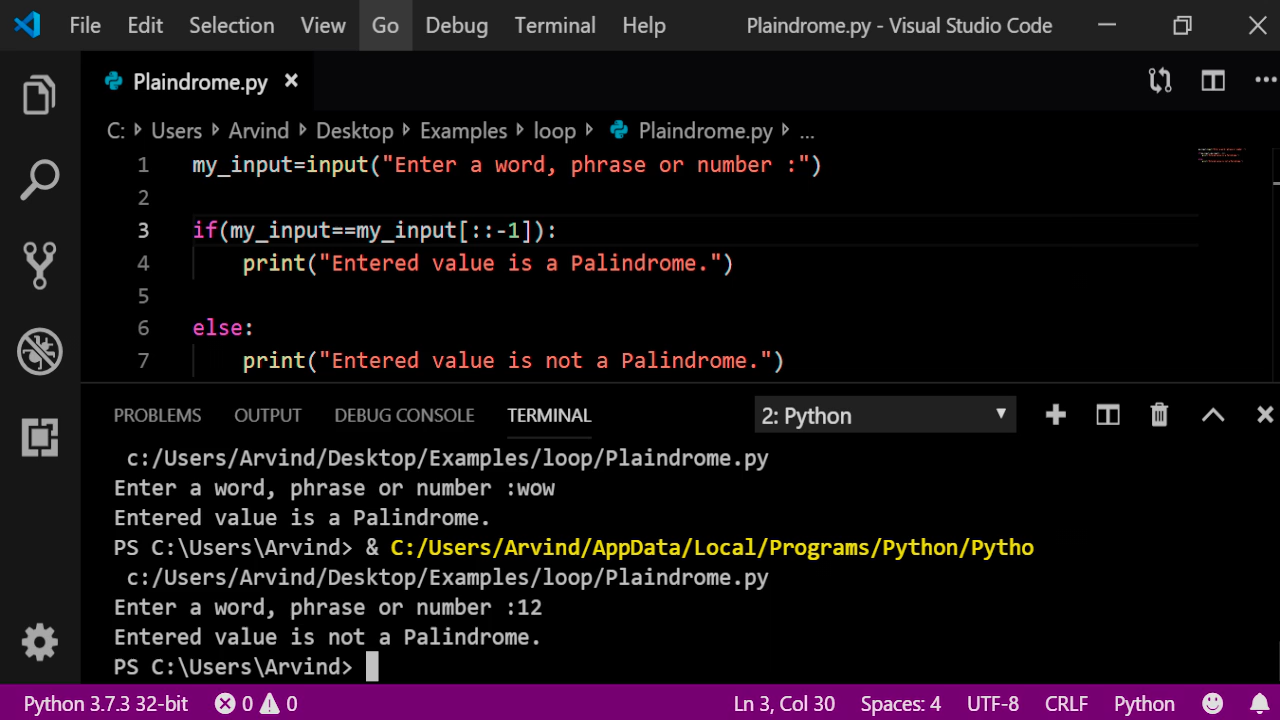 File Edit Selection View Go Debug Terminal Help Plaindrome.py - Visual Studio Code
Plaindrome.py
C: Users Arvind Desktop Examples loop Plaindrome.py ...
1 my_input=input("Enter a word, phrase or number :")
2
3 if(my_input==my_input[::-1]):
4 print("Entered value is a Palindrome.")
5
6 else:
7 print("Entered value is not a Palindrome.")
PROBLEMS OUTPUT DEBUG CONSOLE TERMINAL 2: Python
c:/Users/Arvind/Desktop/Examples/loop/Plaindrome.py
Enter a word, phrase or number :wow
Entered value is a Palindrome.
PS C:\Users\Arvind> & C:/Users/Arvind/AppData/Local/Programs/Python/Pytho
c:/Users/Arvind/Desktop/Examples/loop/Plaindrome.py
Enter a word, phrase or number :12
Entered value is not a Palindrome.
PS C:\Users\Arvind>
Python 3.7.3 32-bit 0 0 Ln 3, Col 30 Spaces: 4 UTF-8 CRLF Python